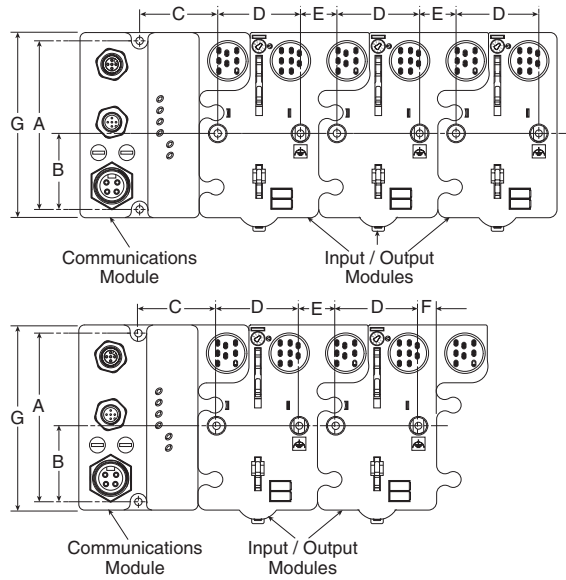 C D E D E D
G A
B
Communications
Module
Input / Output
Modules
C D E D F
G A
B
Communications
Module
Input / Output
Modules